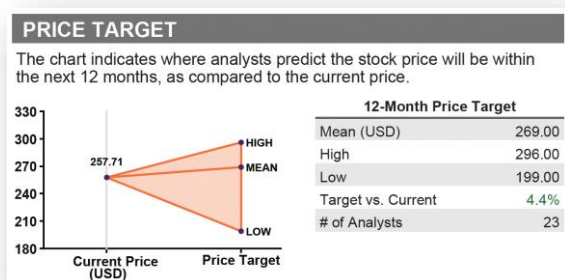 PRICE TARGET
The chart indicates where analysts predict the stock price will be within
the next 12 months, as compared to the current price.
330
300
270
240
210
180
257.71
HIGH
MEAN
LOW
Current Price
(USD)
Price Target
12-Month Price Target
Mean (USD) 269.00
High 296.00
Low 199.00
Target vs. Current 4.4%
# of Analysts 23